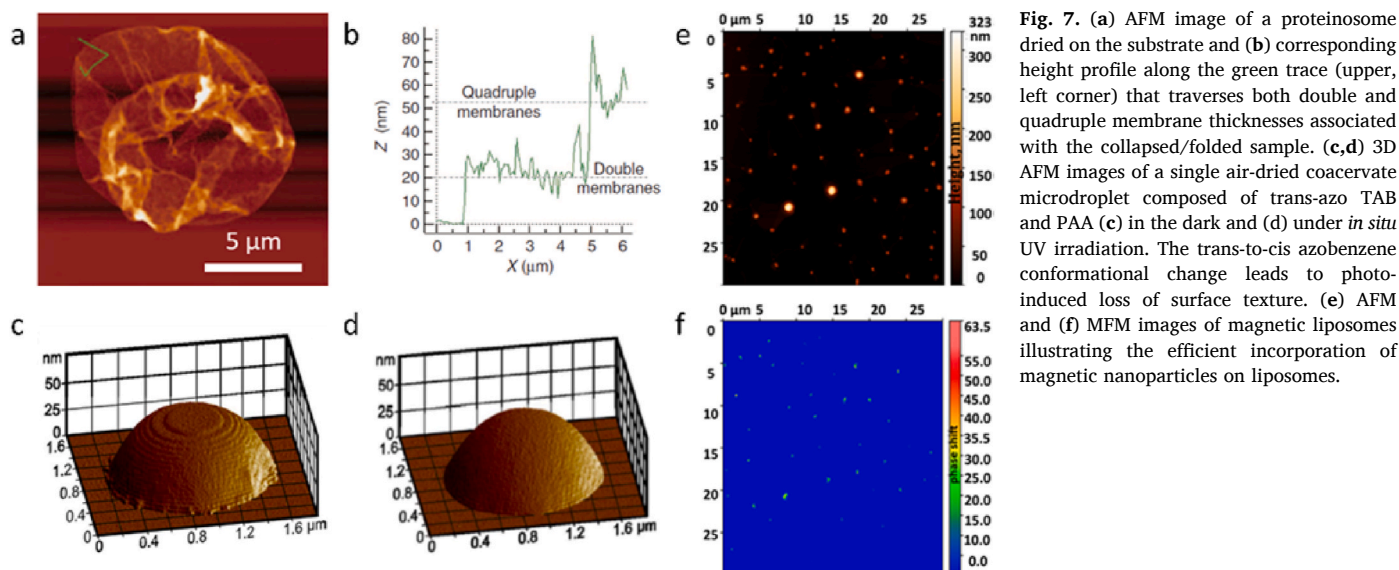 a
5 μm
b
80
70
60
50
40
30
20
10
0
Z (nm)
Quadruple
membranes
Double
membranes
0 1 2 3 4 5 6
X (μm)
c
nm
50
25
0
1.6
1.2
0.8
0.4
0
0 0.4 0.8 1.2 1.6 μm
d
nm
50
25
0
1.6
1.2
0.8
0.4
0
0 0.4 0.8 1.2 1.6 μm
e
0 μm 5 10 15 20 25
0
5
10
15
20
25
323
nm
300
250
200
150
100
50
0
Height, nm
f
0 μm 5 10 15 20 25
0
5
10
15
20
25
63.5
55.0
50.0
45.0
40.0
35.5
30.0
25.0
20.0
15.0
10.0
0.0
phase shift
Fig. 7. (a) AFM image of a proteinosome
dried on the substrate and (b) corresponding
height profile along the green trace (upper,
left corner) that traverses both double and
quadruple membrane thicknesses associated
with the collapsed/folded sample. (c,d) 3D
AFM images of a single air-dried coacervate
microdroplet composed of trans-azo TAB
and PAA (c) in the dark and (d) under in situ
UV irradiation. The trans-to-cis azobenzene
conformational change leads to photo-
induced loss of surface texture. (e) AFM
and (f) MFM images of magnetic liposomes
illustrating the efficient incorporation of
magnetic nanoparticles on liposomes.